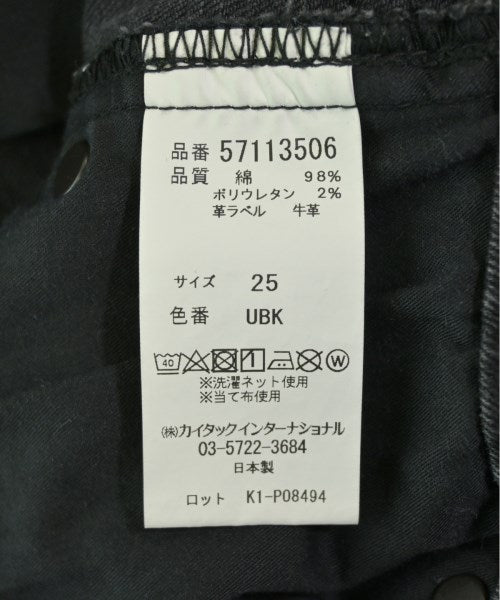 品番 57113506
品質 綿 98%
ポリウレタン 2%
革ラベル 牛革
サイズ 25
色番 UBK
40 W
※洗濯ネット使用
※当て布使用
㈱カイタックインターナショナル
03-5722-3684
日本製
ロット K1-P08494